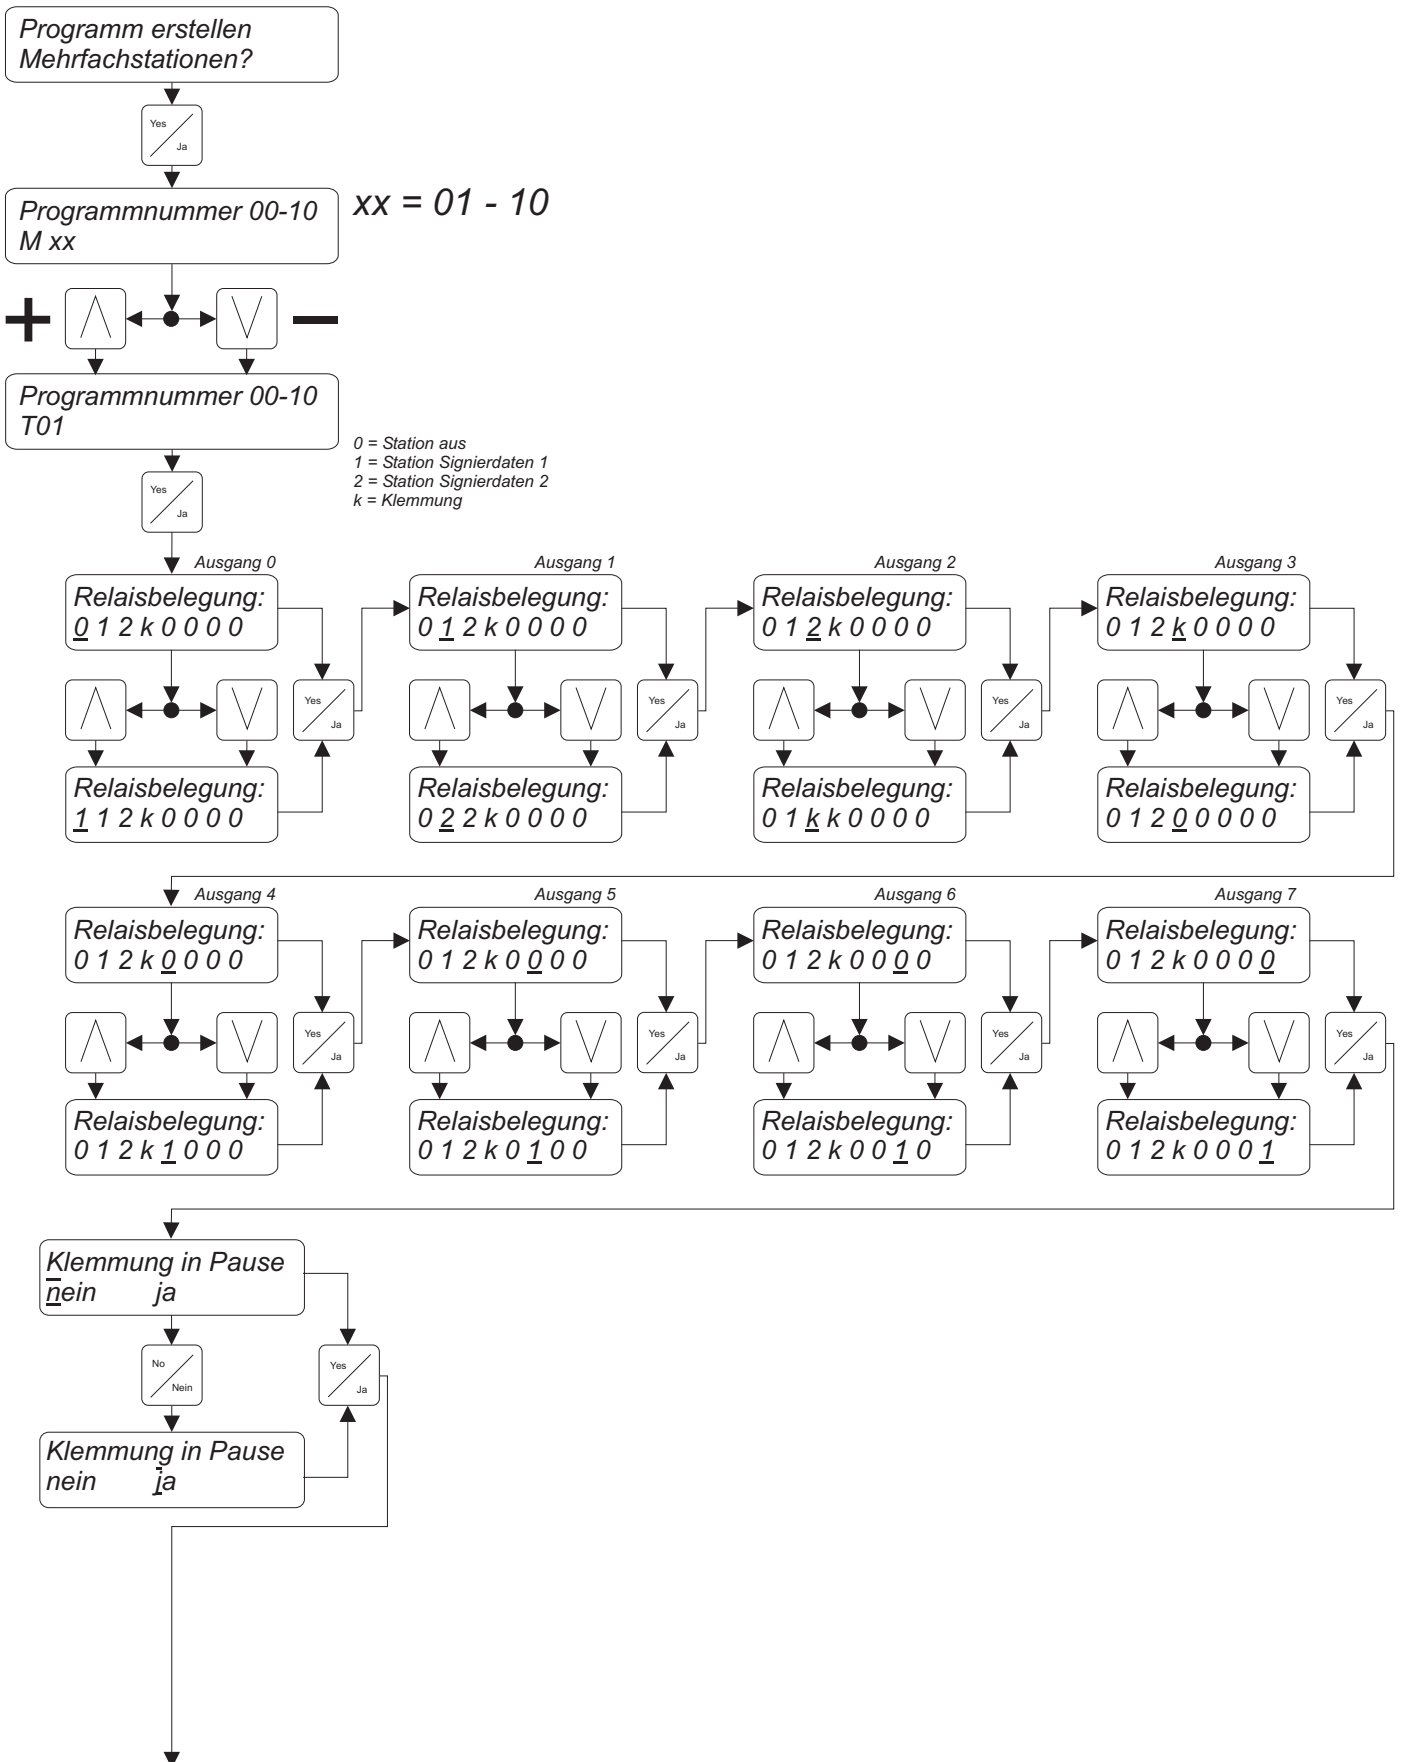 Programm erstellen
Mehrfachstationen?
Yes
Ja
Programmnummer 00-10
M xx
xx = 01 - 10
+
−
Programmnummer 00-10
T01
0 = Station aus
1 = Station Signierdaten 1
2 = Station Signierdaten 2
k = Klemmung
Yes
Ja
Ausgang 0
Relaisbelegung:
0 1 2 k 0 0 0 0
Yes
Ja
Relaisbelegung:
1 1 2 k 0 0 0 0
Ausgang 1
Relaisbelegung:
0 1 2 k 0 0 0 0
Yes
Ja
Relaisbelegung:
0 2 2 k 0 0 0 0
Ausgang 2
Relaisbelegung:
0 1 2 k 0 0 0 0
Yes
Ja
Relaisbelegung:
0 1 k k 0 0 0 0
Ausgang 3
Relaisbelegung:
0 1 2 k 0 0 0 0
Yes
Ja
Relaisbelegung:
0 1 2 0 0 0 0 0
Ausgang 4
Relaisbelegung:
0 1 2 k 0 0 0 0
Yes
Ja
Relaisbelegung:
0 1 2 k 1 0 0 0
Ausgang 5
Relaisbelegung:
0 1 2 k 0 0 0 0
Yes
Ja
Relaisbelegung:
0 1 2 k 0 1 0 0
Ausgang 6
Relaisbelegung:
0 1 2 k 0 0 0 0
Yes
Ja
Relaisbelegung:
0 1 2 k 0 0 1 0
Ausgang 7
Relaisbelegung:
0 1 2 k 0 0 0 0
Yes
Ja
Relaisbelegung:
0 1 2 k 0 0 0 1
Klemmung in Pause
nein ja
No
Nein
Yes
Ja
Klemmung in Pause
nein ja